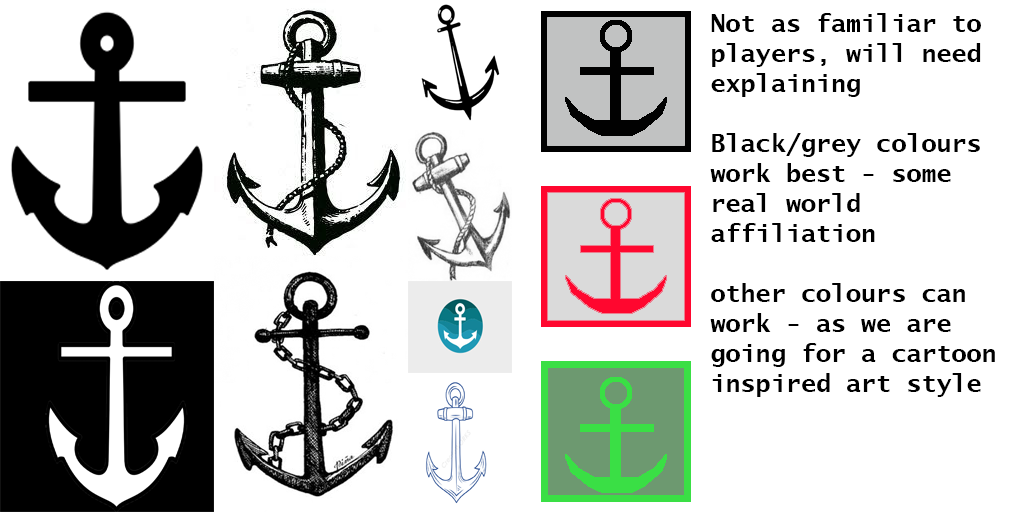 Not as familiar to
players, will need
explaining
Black/grey colours
work best - some
real world
affiliation
other colours can
work - as we are
going for a cartoon
inspired art style